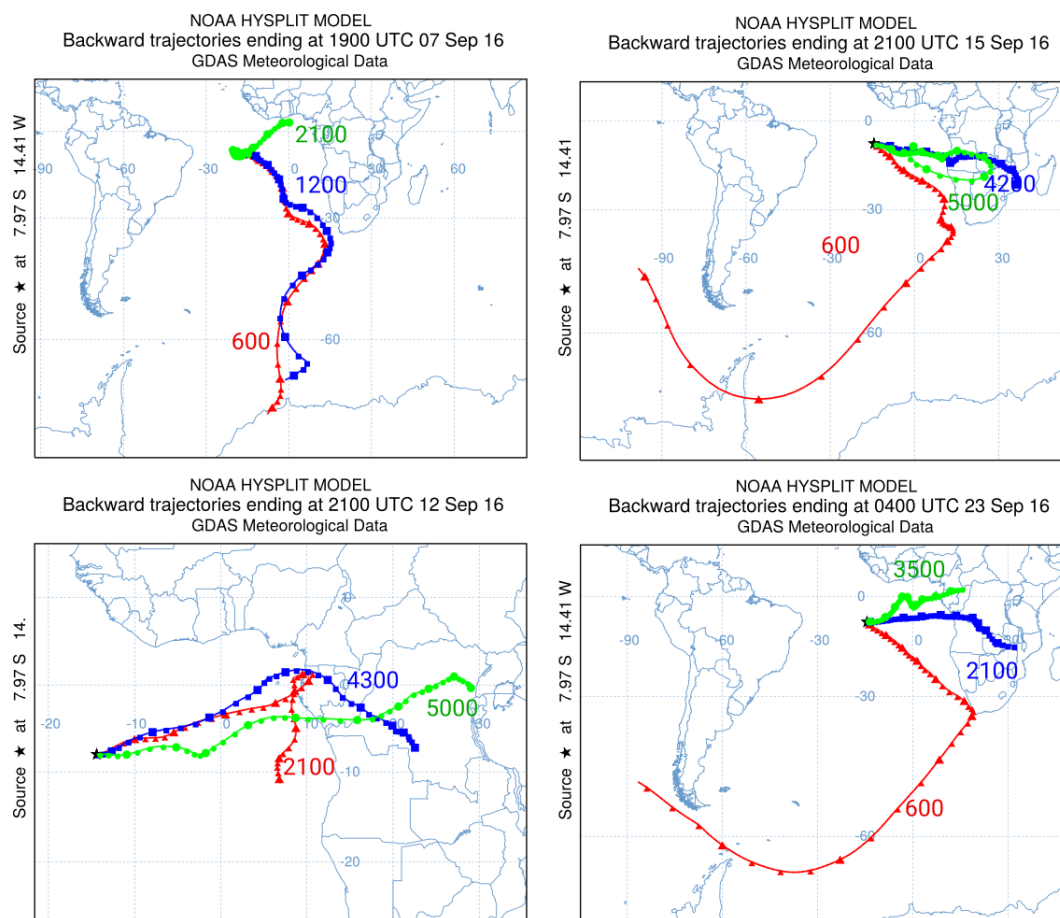 NOAA HYSPLIT MODEL
Backward trajectories ending at 1900 UTC 07 Sep 16
GDAS Meteorological Data
Source ★ at 7.97 S 14.41 W
2100
1200
600
-90
-60
-30
0
30
60
-30
-60
NOAA HYSPLIT MODEL
Backward trajectories ending at 2100 UTC 15 Sep 16
GDAS Meteorological Data
Source ★ at 7.97 S 14.41
0
4200
5000
-30
600
-90
-60
-30
0
30
-60
NOAA HYSPLIT MODEL
Backward trajectories ending at 2100 UTC 12 Sep 16
GDAS Meteorological Data
Source ★ at 7.97 S 14.
0
4300
5000
-20
-10
0
10
20
30
2100
-10
-20
NOAA HYSPLIT MODEL
Backward trajectories ending at 0400 UTC 23 Sep 16
GDAS Meteorological Data
Source ★ at 7.97 S 14.41 W
3500
0
-90
-60
-30
0
30
2100
-30
600
-60